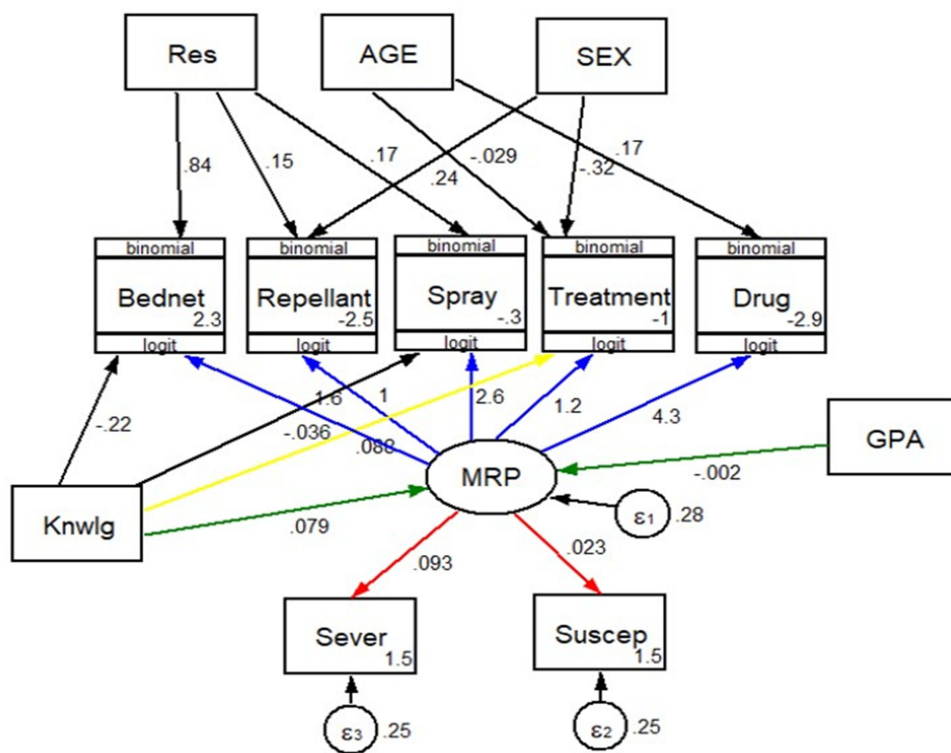 Res AGE SEX
.84 .15 .17 -.029 .24 -.32 .17
binomial binomial binomial binomial binomial
Bednet Repellant Spray Treatment Drug
2.3 -2.5 -.3 -1 -2.9
logit logit logit logit logit
-.22 1.6 1 2.6 1.2 4.3
-.036 .088
GPA
MRP
-.002
Knwlg
.079
ε1 .28
.093 .023
Sever Suscep
1.5 1.5
ε3 .25 ε2 .25